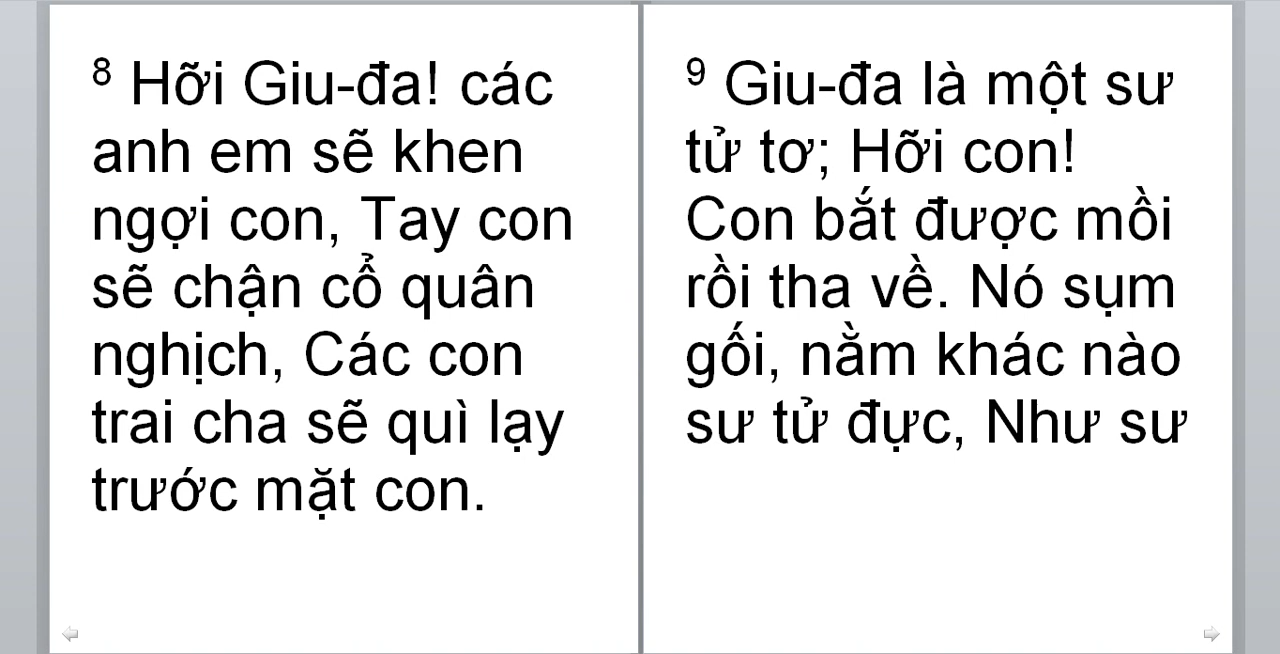 8 Hỡi Giu-đa! các
anh em sẽ khen
ngợi con, Tay con
sẽ chận cổ quân
nghịch, Các con
trai cha sẽ quì lạy
trước mặt con.
9 Giu-đa là một sư
tử tơ; Hỡi con!
Con bắt được mồi
rồi tha về. Nó sụm
gối, nằm khác nào
sư tử đực, Như sư